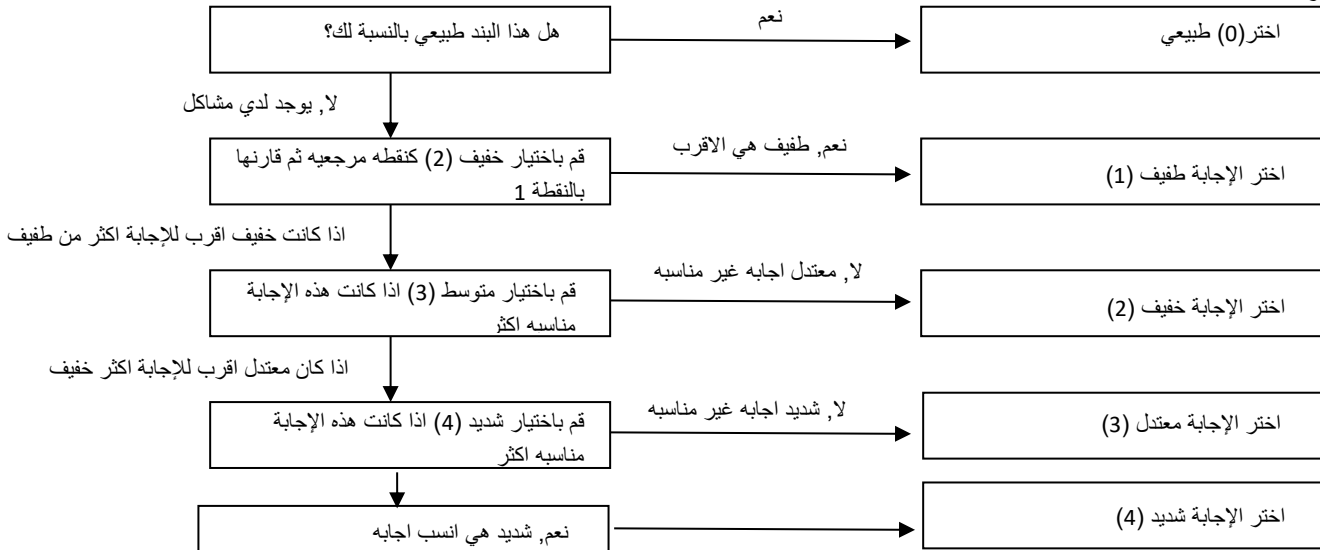 هل هذا البند طبيعي بالنسبة لك؟
نعم
اختر(0) طبيعي
لا, يوجد لدي مشاكل
قم باختيار خفيف (2) كنقطه مرجعيه ثم قارنها
بالنقطة 1
نعم, طفيف هي الاقرب
اختر الإجابة طفيف (1)
اذا كانت خفيف اقرب للإجابة اكثر من طفيف
قم باختيار متوسط (3) اذا كانت هذه الإجابة
مناسبه اكثر
لا, معتدل اجابه غير مناسبه
اختر الإجابة خفيف (2)
اذا كان معتدل اقرب للإجابة اكثر خفيف
قم باختيار شديد (4) اذا كانت هذه الإجابة
مناسبه اكثر
لا, شديد اجابه غير مناسبه
اختر الإجابة معتدل (3)
نعم, شديد هي انسب اجابه
اختر الإجابة شديد (4)